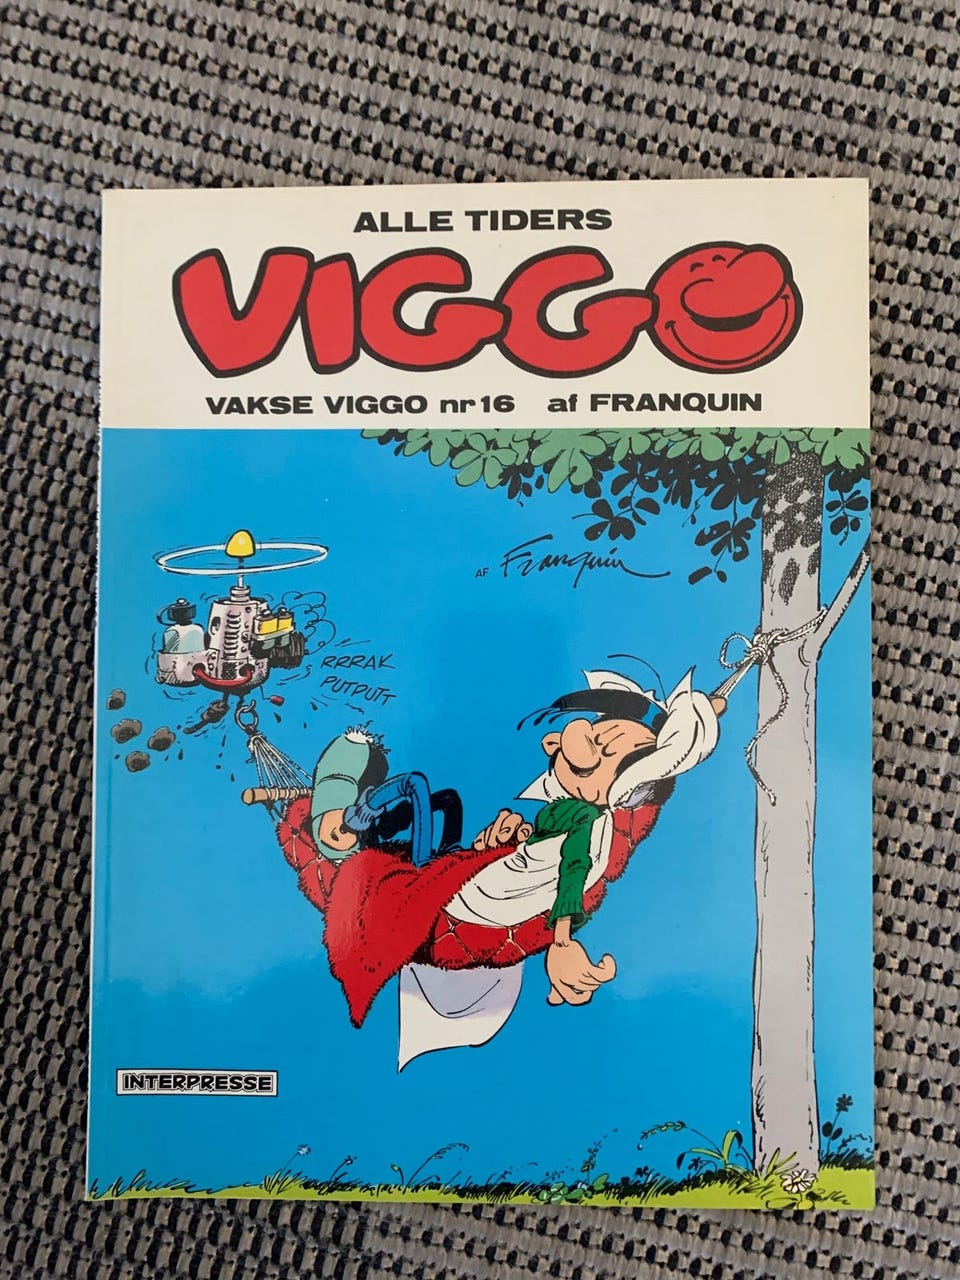 ALLE TIDERS
VIGGO
VAKSE VIGGO nr 16 af FRANQUIN
AF Franquin
RRRAK
PUTPUTT
INTERPRESSE